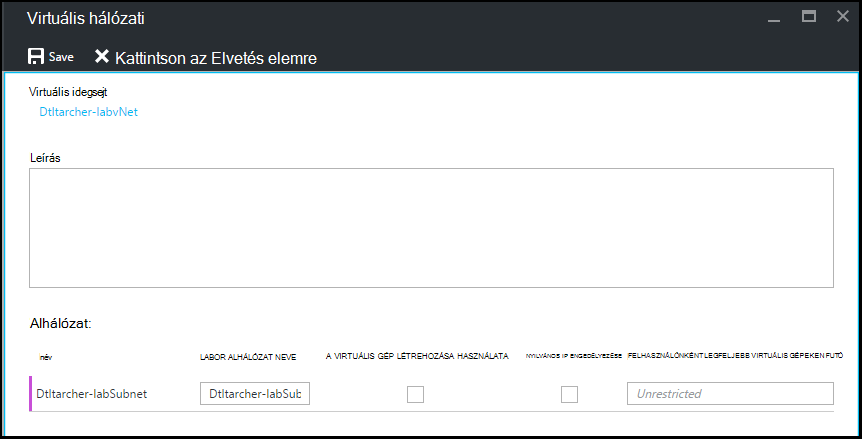 Virtuális hálózati
Save Kattintson az Elvetés elemre
Virtuális idegsejt
Dtltarcher-labvNet
Leírás
Alhálózat:
név LABOR ALHÁLÓZAT NEVE A VIRTUÁLIS GÉP LÉTREHOZÁSA HASZNÁLATA NYILVÁNOS IP ENGEDÉLYEZÉSE FELHASZNÁLÓNKÉNT LEGFELJEBB VIRTUÁLIS GÉPEKEN FUTÓ
Dtltarcher-labSubnet Dtltarcher-labSub Unrestricted